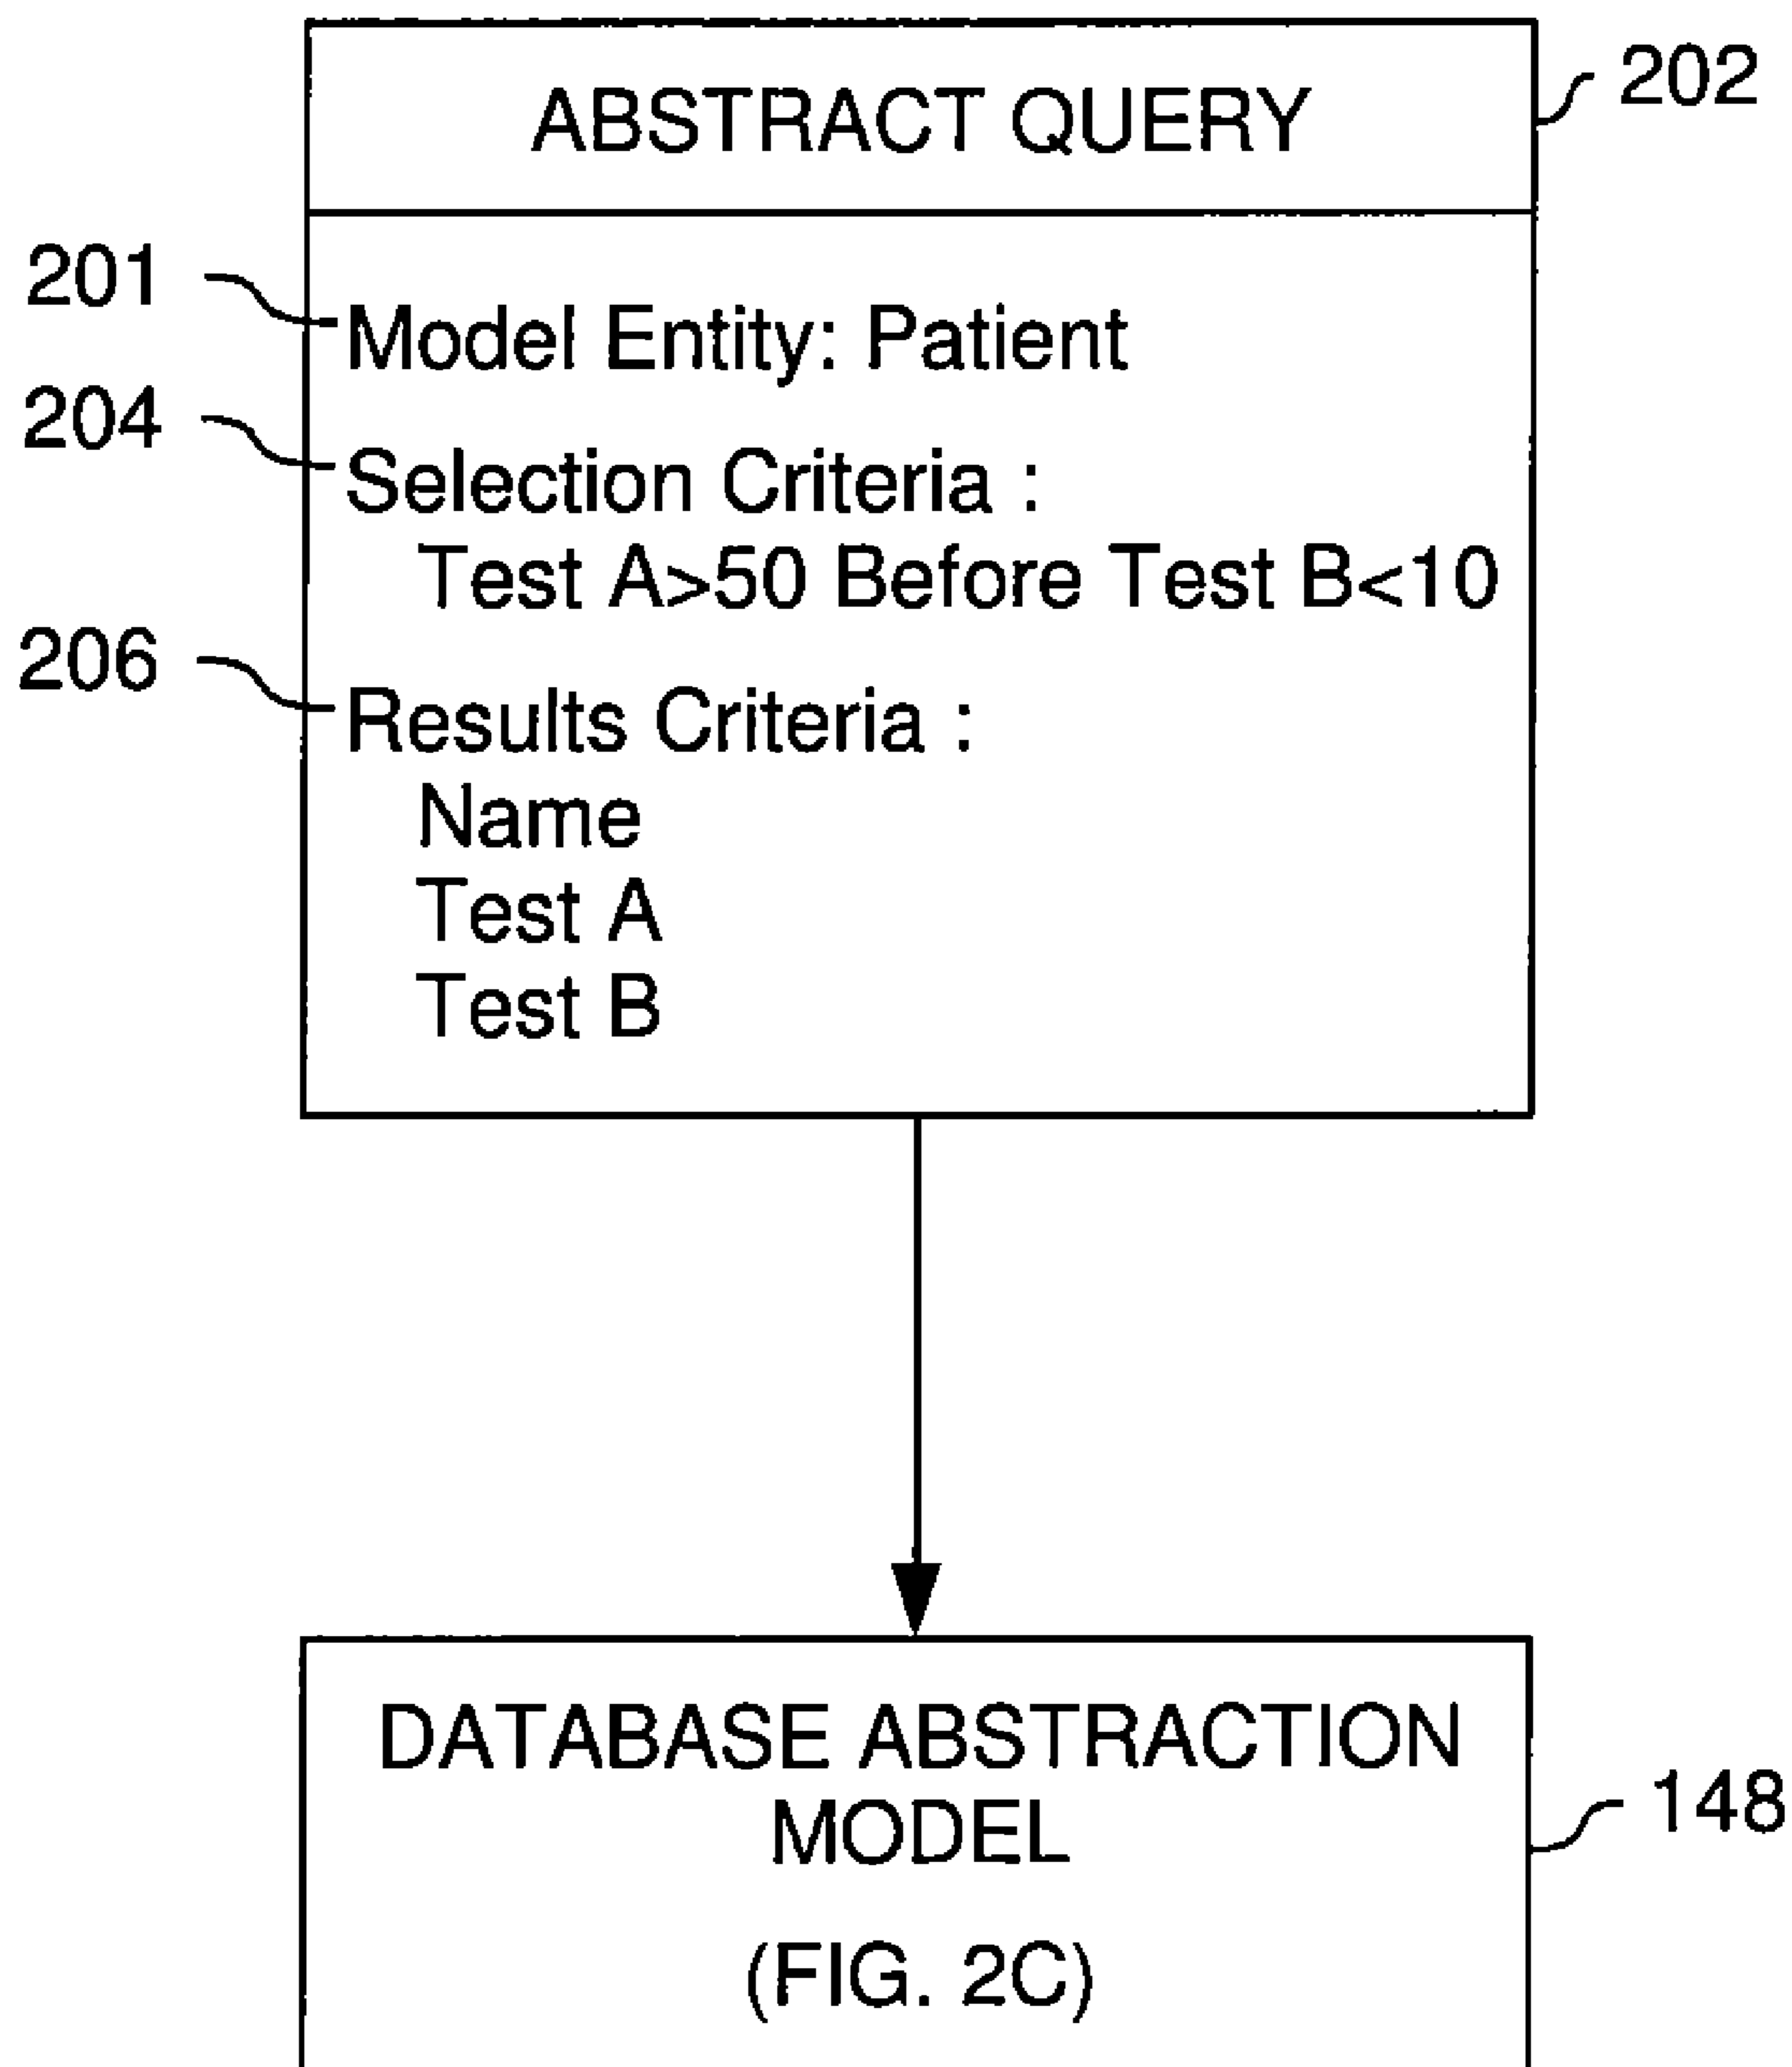 ABSTRACT QUERY
202
201
Model Entity: Patient
204
Selection Criteria :
Test A>50 Before Test B<10
206
Results Criteria :
Name
Test A
Test B
DATABASE ABSTRACTION
MODEL
148
(FIG. 2C)